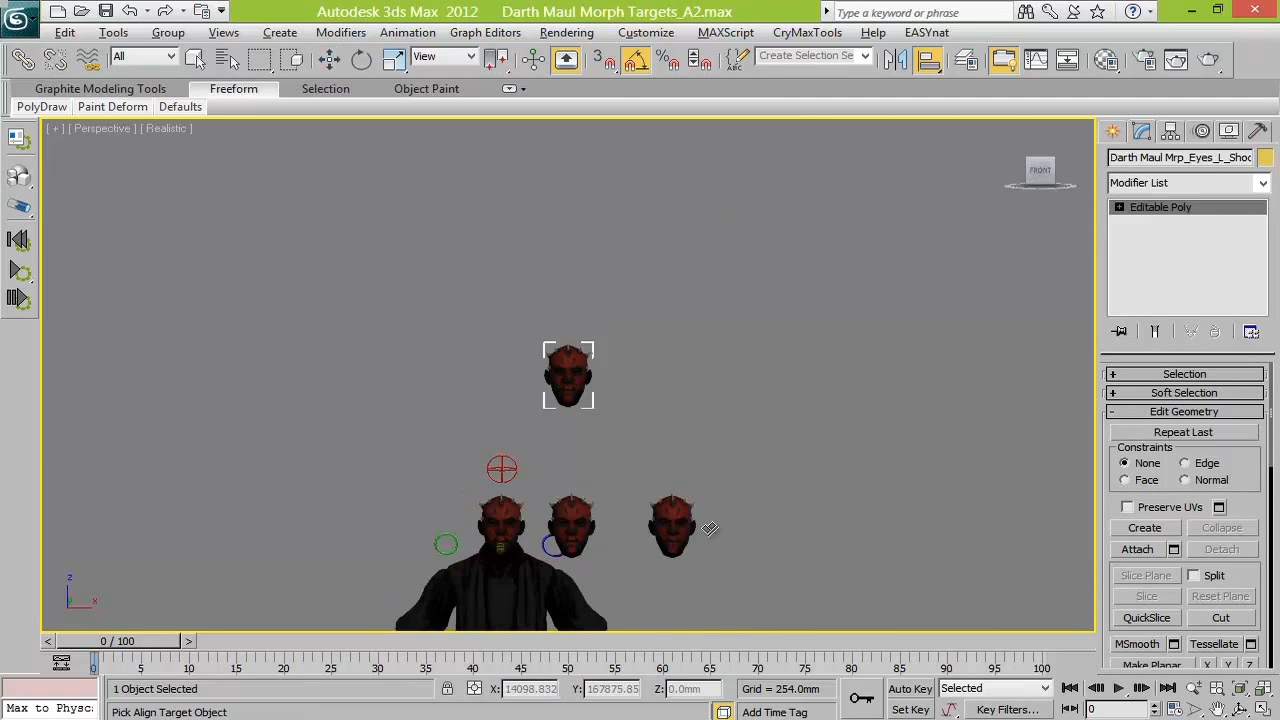 Autodesk 3ds Max 2012 Darth Maul Morph Targets_A2.max Type a keyword or phrase
Edit Tools Group Views Create Modifiers Animation Graph Editors Rendering Customize MAXScript CryMaxTools Help EASYnat
All View 3 Create Selection Se
Graphite Modeling Tools Freeform Selection Object Paint
PolyDraw Paint Deform Defaults
[ + ] [ Perspective ] [ Realistic ]
FRONT
Darth Maul Mrp_Eyes_L_Shoc
Modifier List
Editable Poly
+ Selection
+ Soft Selection
- Edit Geometry
Repeat Last
Constraints
None Edge
Face Normal
Preserve UVs
Create Collapse
Attach Detach
Slice Plane Split
Slice Reset Plane
QuickSlice Cut
MSmooth Tessellate
Make Planar X Y Z
z
x
< 0 / 100 >
0 5 10 15 20 25 30 35 40 45 50 55 60 65 70 75 80 85 90 95 100
1 Object Selected X: 14098.832 Y: 167875.85 Z: 0.0mm Grid = 254.0mm Auto Key Selected
Max to Physc Pick Align Target Object Add Time Tag Set Key Key Filters... 0